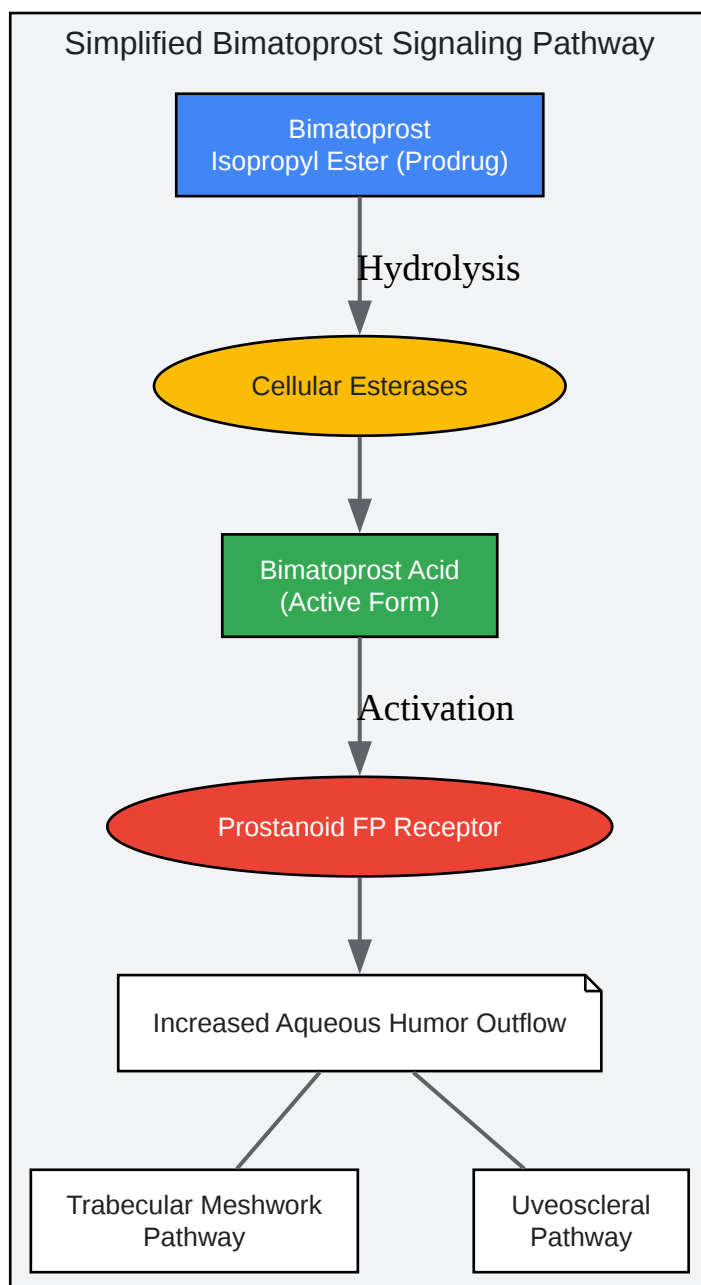 Simplified Bimatoprost Signaling Pathway
Bimatoprost
Isopropyl Ester (Prodrug)
Hydrolysis
Cellular Esterases
Bimatoprost Acid
(Active Form)
Activation
Prostanoid FP Receptor
Increased Aqueous Humor Outflow
Trabecular Meshwork
Pathway
Uveoscleral
Pathway